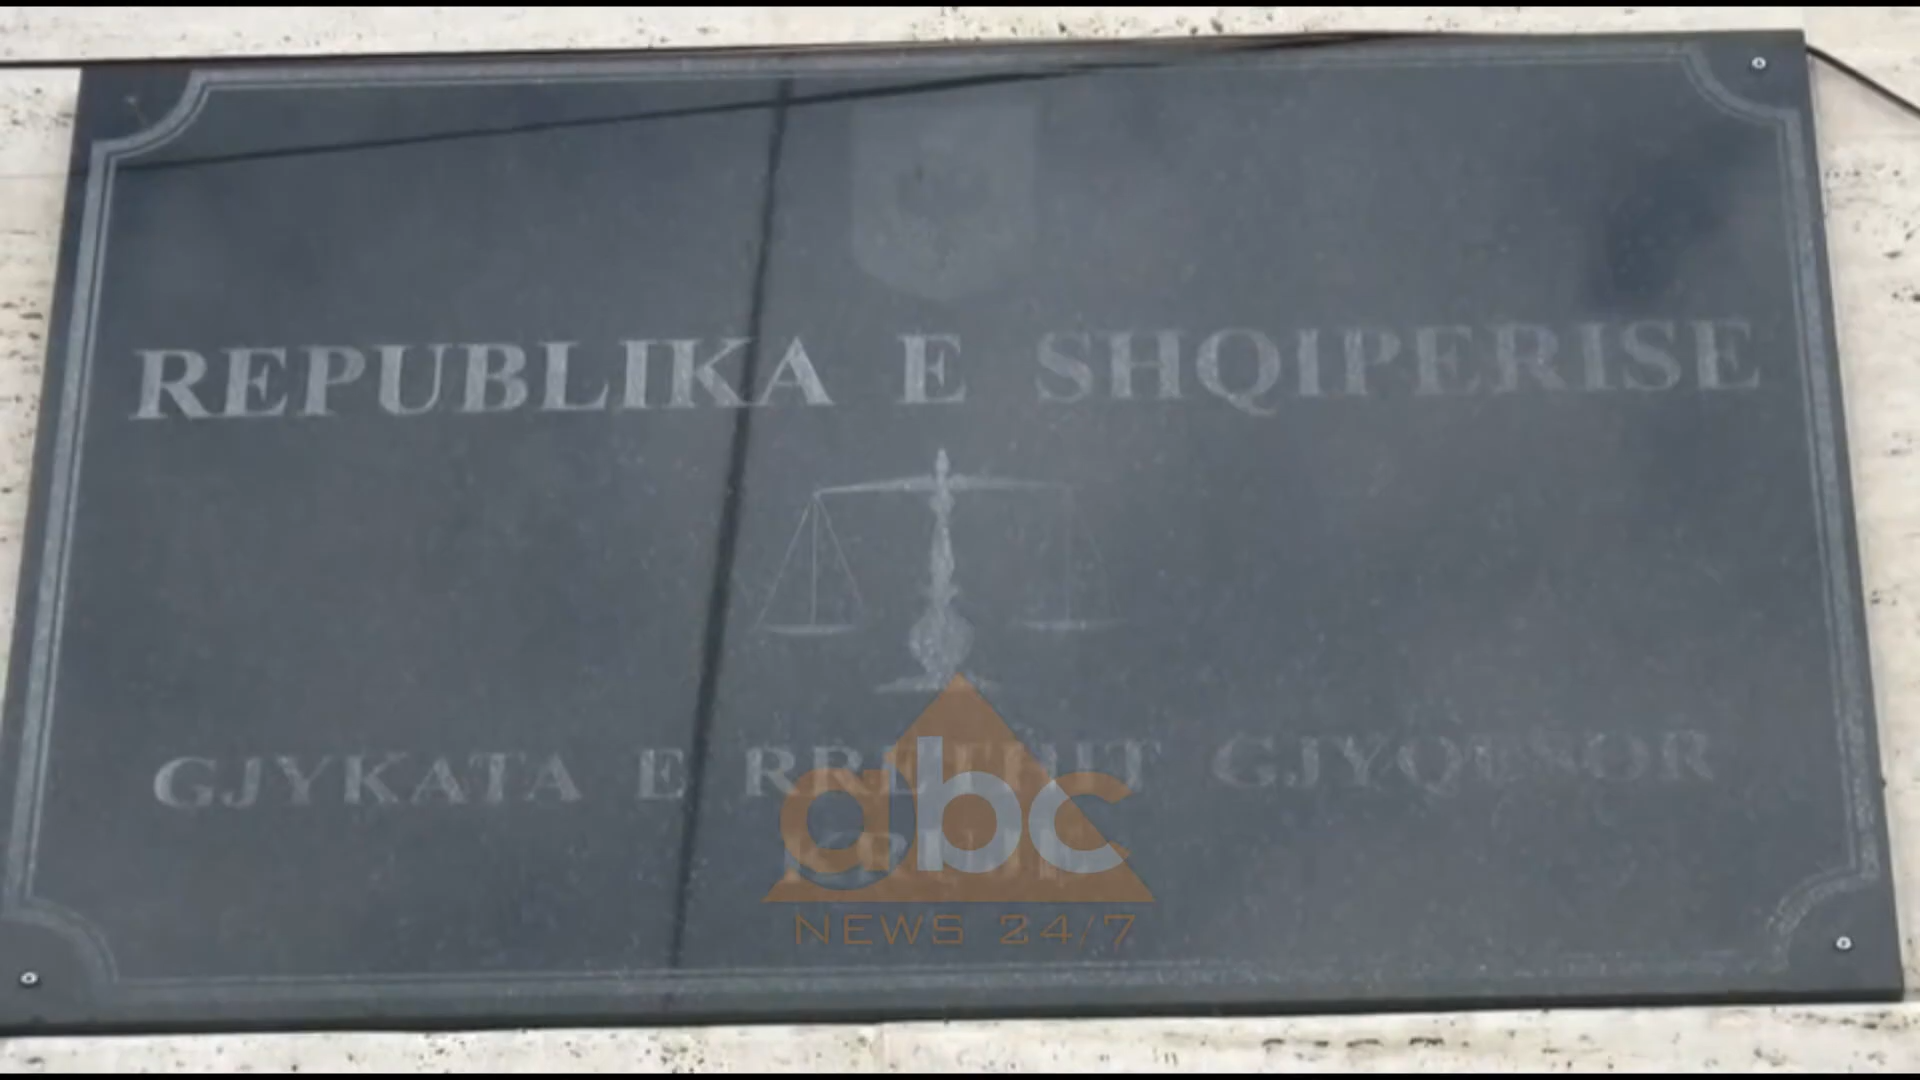 REPUBLIKA E SHQIPERISE
GJYKATA E RRETHIT GJYQESOR
abc
NEWS 24/7